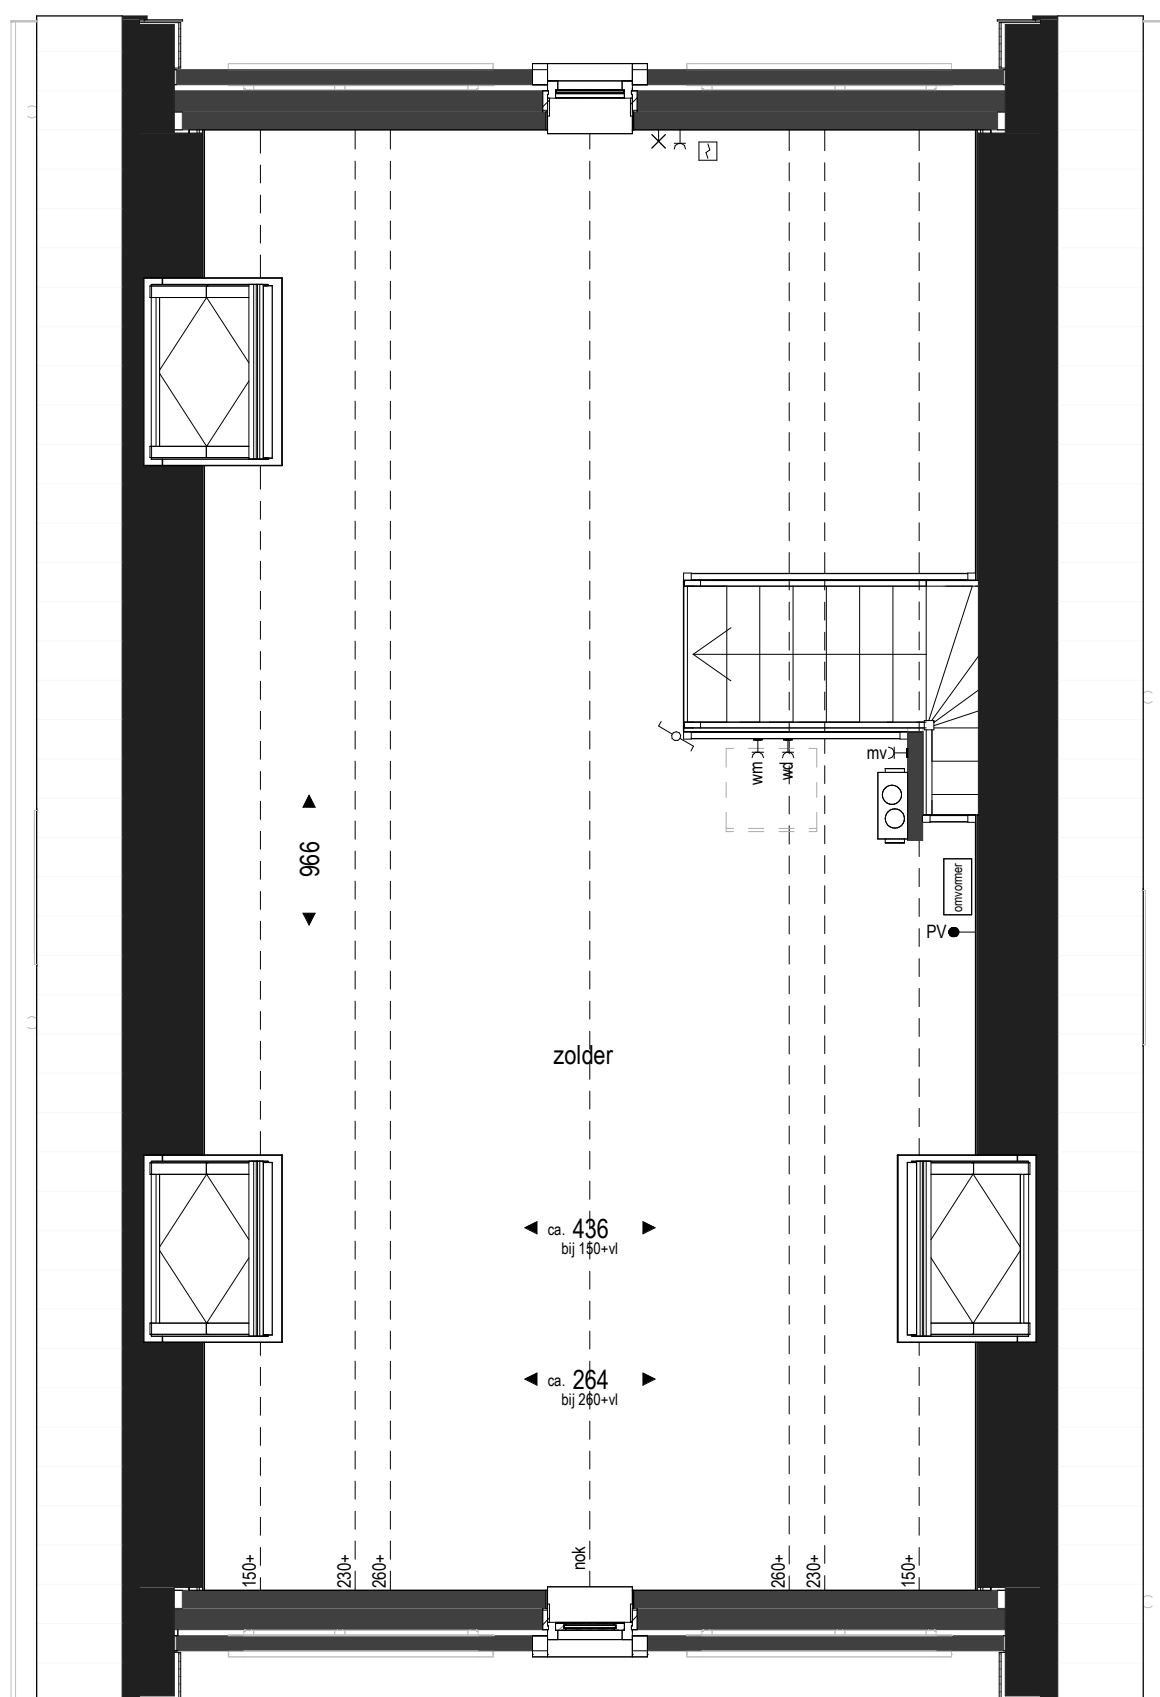 wm
wd
mv
966
omvormer
PV
zolder
ca. 436
bij 150+vl
ca. 264
bij 260+vl
150+
230+
260+
nok
260+
230+
150+